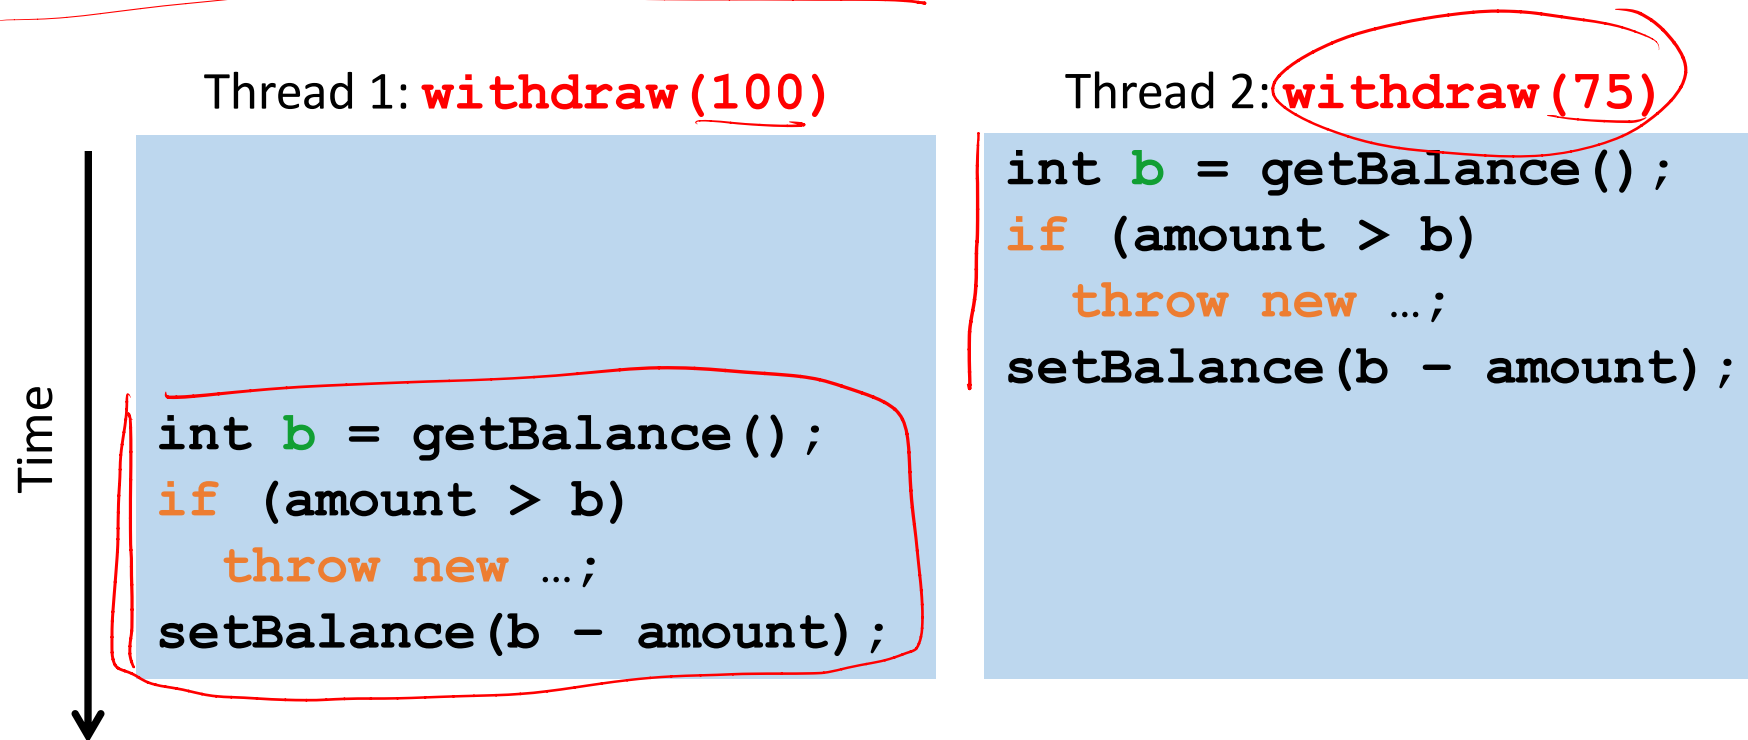 Thread 1: withdraw(100)
Thread 2: withdraw(75)
Time
int b = getBalance();
if (amount > b)
  throw new …;
setBalance(b – amount);
int b = getBalance();
if (amount > b)
  throw new …;
setBalance(b – amount);